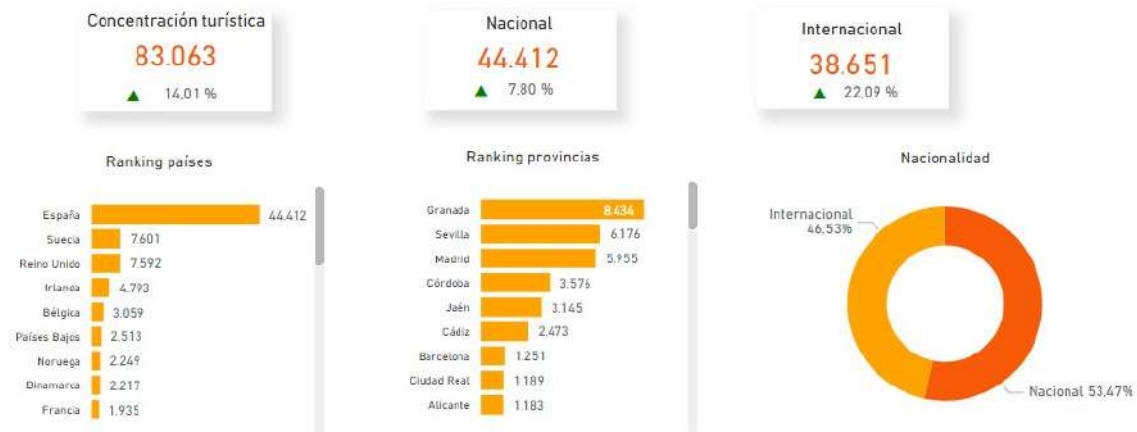 Concentración turística
83.063
▲ 14,01 %
Nacional
44.412
▲ 7,80 %
Internacional
38.651
▲ 22,09 %
Ranking países
España 44.412
Suecia 7.601
Reino Unido 7.592
Irlanda 4.793
Bélgica 3.059
Países Bajos 2.513
Noruega 2.249
Dinamarca 2.217
Francia 1.935
Ranking provincias
Granada 8.434
Sevilla 6.176
Madrid 5.955
Córdoba 3.576
Jaén 3.145
Cádiz 2.473
Barcelona 1.251
Ciudad Real 1.189
Alicante 1.183
Nacionalidad
Internacional
46,53%
Nacional 53,47%